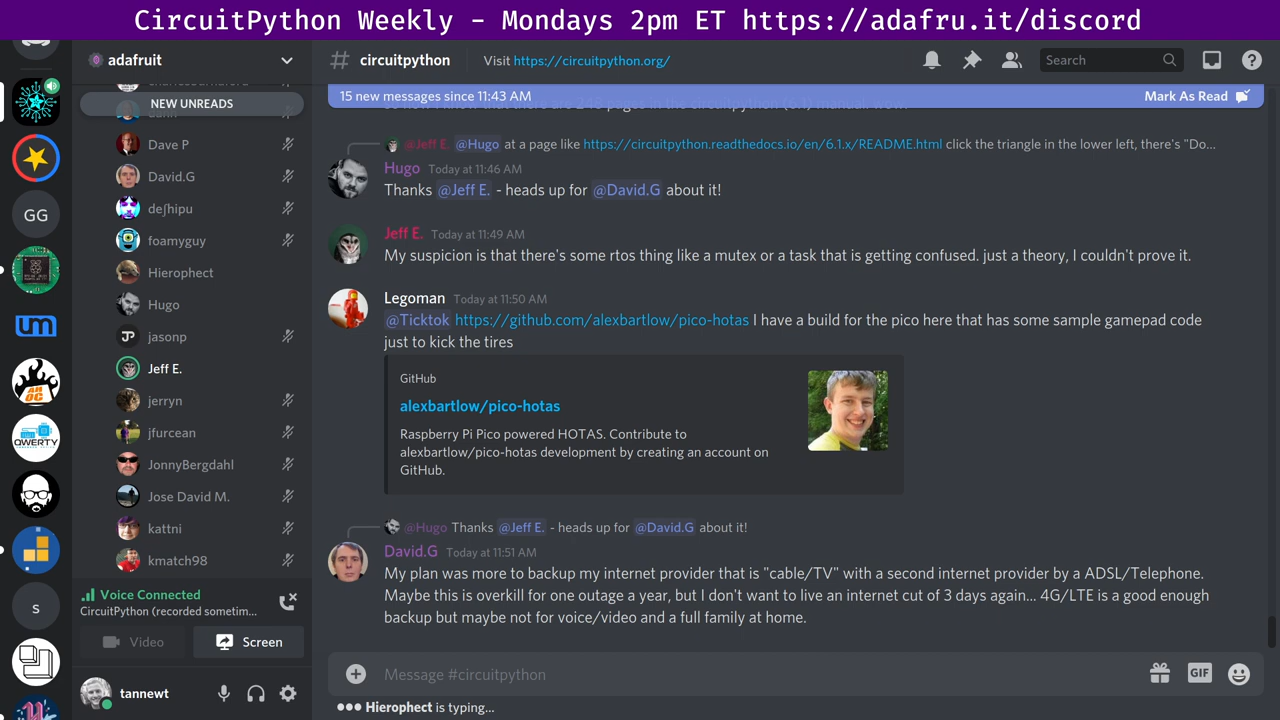 CircuitPython Weekly - Mondays 2pm ET https://adafru.it/discord
adafruit
# circuitpython
Visit https://circuitpython.org/
Search
NEW UNREADS
Dave P
David.G
deʃhipu
foamyguy
Hierophect
Hugo
jasonp
Jeff E.
jerryn
jfurcean
JonnyBergdahl
Jose David M.
kattni
kmatch98
GG
JP
QWERTY
s
Voice Connected
CircuitPython (recorded sometim...
Video
Screen
tannewt
15 new messages since 11:43 AM
Mark As Read
@Jeff E. @Hugo at a page like https://circuitpython.readthedocs.io/en/6.1.x/README.html click the triangle in the lower left, there's "Do...
Hugo Today at 11:46 AM
Thanks @Jeff E. - heads up for @David.G about it!
Jeff E. Today at 11:49 AM
My suspicion is that there's some rtos thing like a mutex or a task that is getting confused. just a theory, I couldn't prove it.
Legoman Today at 11:50 AM
@Ticktok https://github.com/alexbartlow/pico-hotas I have a build for the pico here that has some sample gamepad code
just to kick the tires
GitHub
alexbartlow/pico-hotas
Raspberry Pi Pico powered HOTAS. Contribute to
alexbartlow/pico-hotas development by creating an account on
GitHub.
@Hugo Thanks @Jeff E. - heads up for @David.G about it!
David.G Today at 11:51 AM
My plan was more to backup my internet provider that is "cable/TV" with a second internet provider by a ADSL/Telephone.
Maybe this is overkill for one outage a year, but I don't want to live an internet cut of 3 days again... 4G/LTE is a good enough
backup but maybe not for voice/video and a full family at home.
Message #circuitpython
GIF
Hierophect is typing...